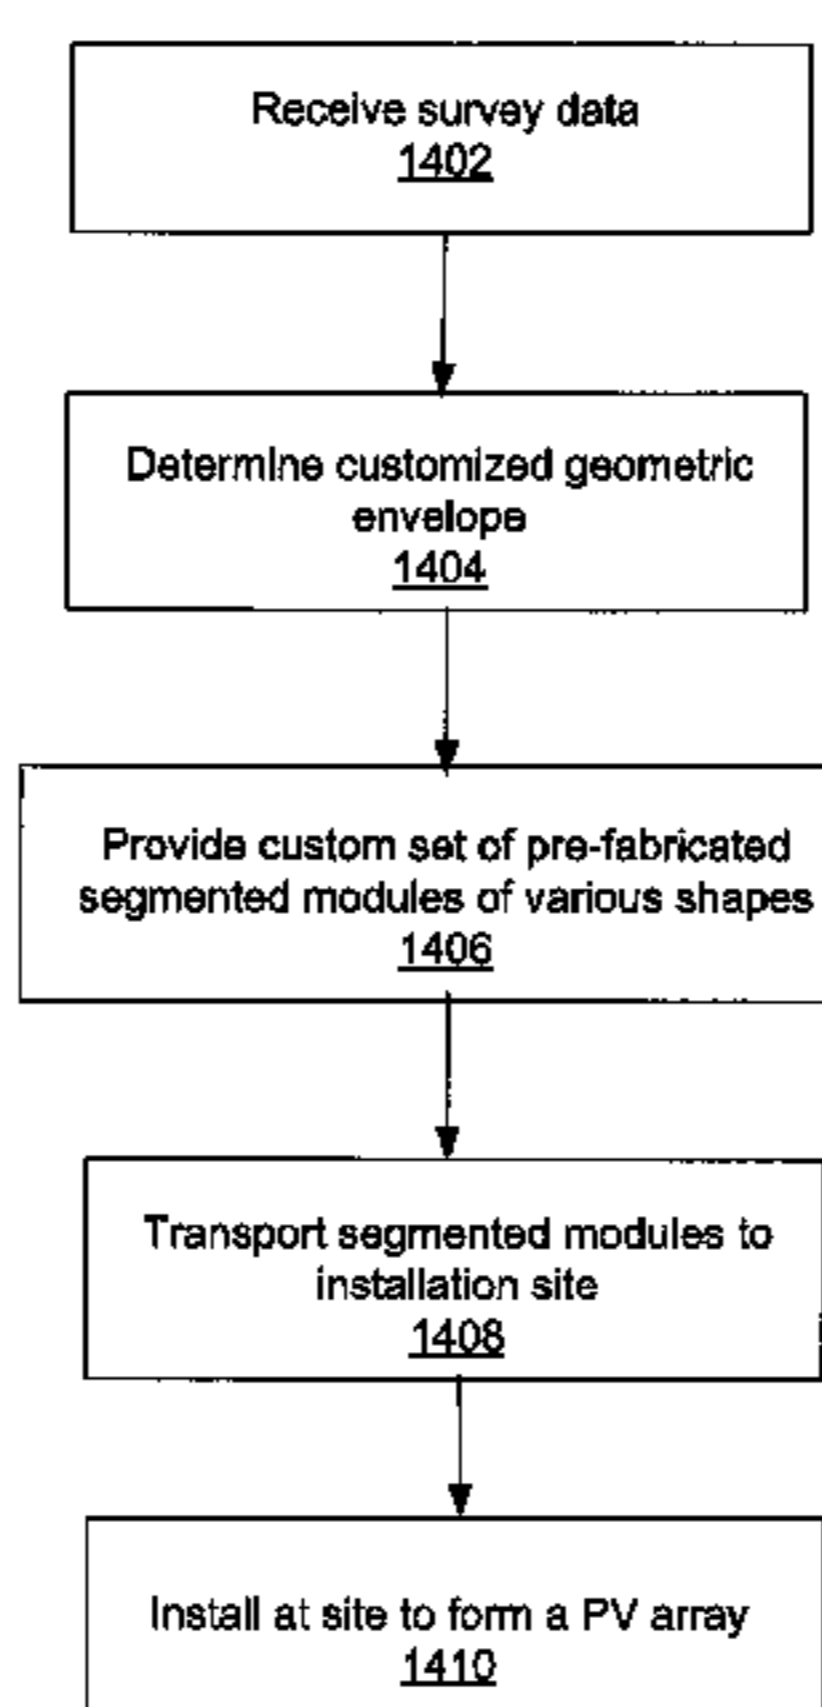 Receive survey data
1402
Determine customized geometric
envelope
1404
Provide custom set of pre-fabricated
segmented modules of various shapes
1406
Transport segmented modules to
installation site
1408
Install at site to form a PV array
1410